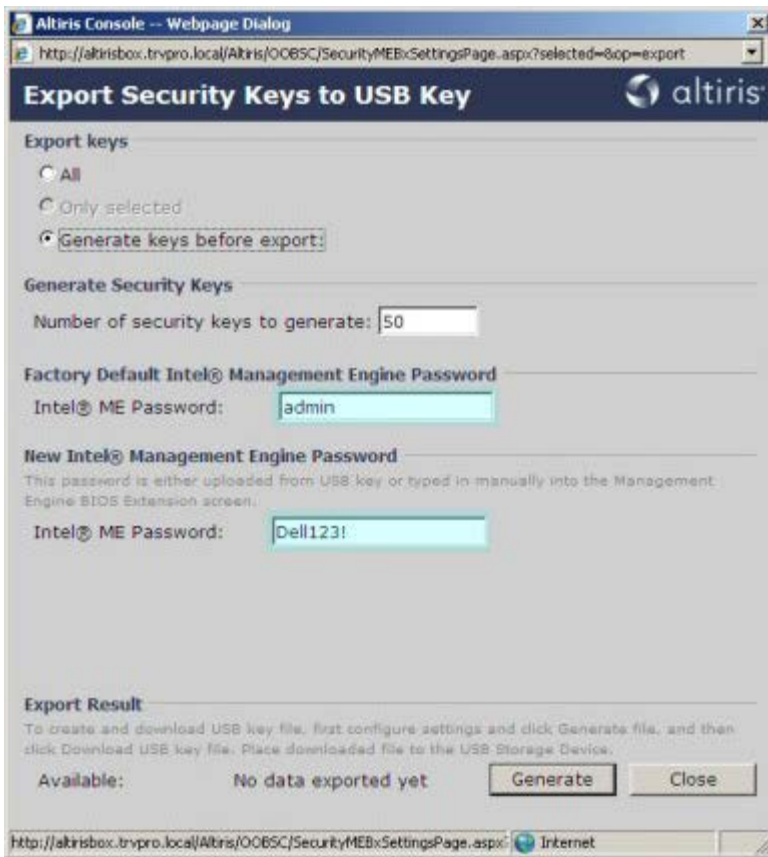 Altiris Console -- Webpage Dialog
http://altirisbox.trvpro.local/Altiris/OOBSC/SecurityMEBxSettingsPage.aspx?selected=&op=export
Export Security Keys to USB Key
altiris
Export keys
All
Only selected
Generate keys before export:
Generate Security Keys
Number of security keys to generate: 50
Factory Default Intel® Management Engine Password
Intel® ME Password: admin
New Intel® Management Engine Password
This password is either uploaded from USB key or typed in manually into the Management
Engine BIOS Extension screen.
Intel® ME Password: Dell123!
Export Result
To create and download USB key file, first configure settings and click Generate file, and then
click Download USB key file. Place downloaded file to the USB Storage Device.
Available: No data exported yet Generate Close
http://altirisbox.trvpro.local/Altiris/OOBSC/SecurityMEBxSettingsPage.aspx? Internet